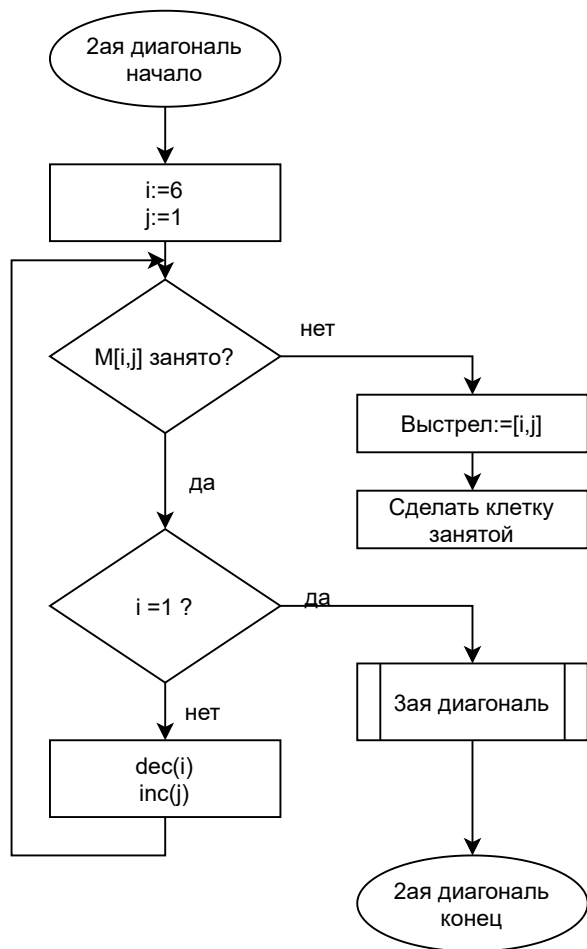 2ая диагональ
начало
i:=6
j:=1
M[i,j] занято?
нет
Выстрел:=[i,j]
да
Сделать клетку
занятой
i =1 ?
да
3ая диагональ
нет
dec(i)
inc(j)
2ая диагональ
конец